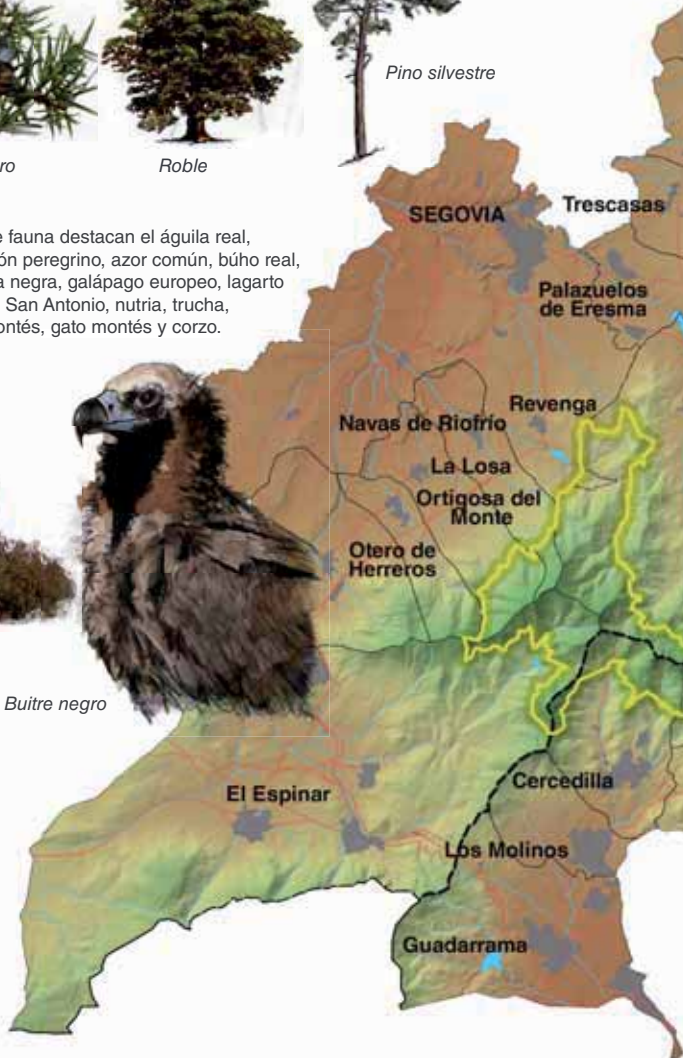 Pino silvestre
ro
Roble
e fauna destacan el águila real,
ón peregrino, azor común, búho real,
a negra, galápago europeo, lagarto
San Antonio, nutria, trucha,
ontés, gato montés y corzo.
Buitre negro
SEGOVIA
Trescasas
Palazuelos
de Eresma
Revenga
Navas de Riofrío
La Losa
Ortigosa del
Monte
Otero de
Herreros
El Espinar
Cercedilla
Los Molinos
Guadarrama